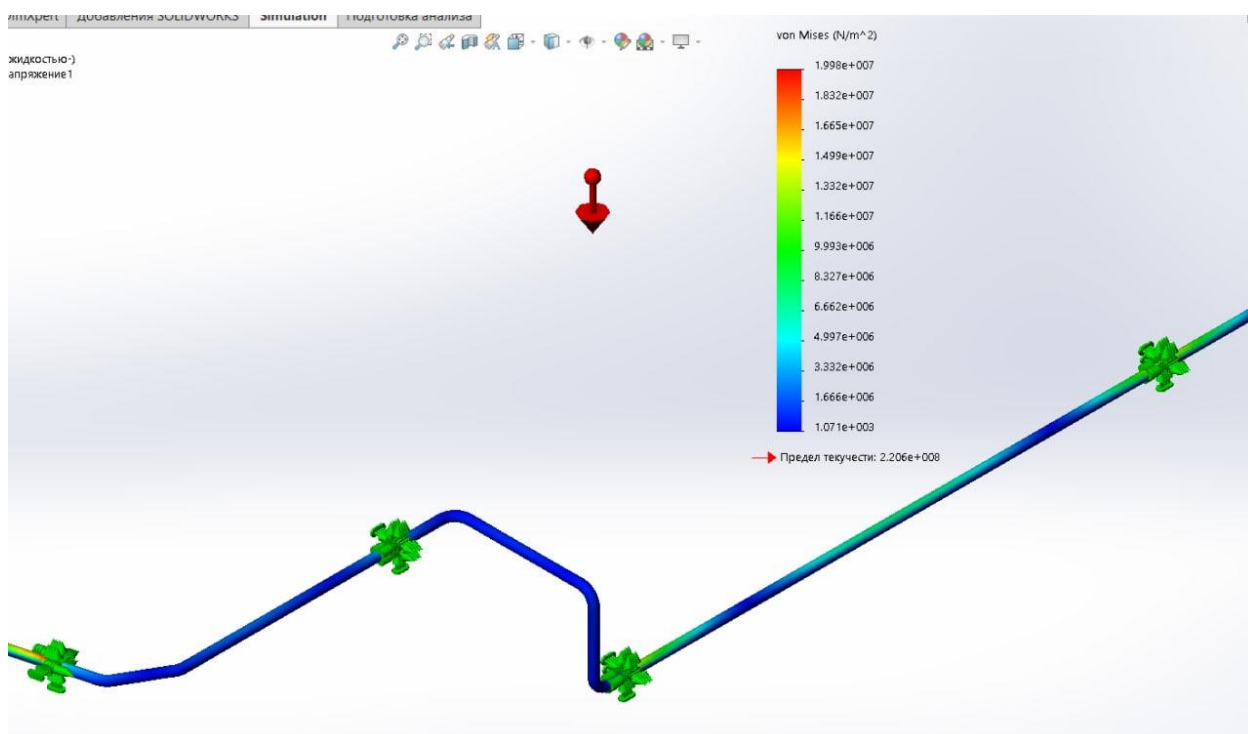 Добавления SOLIDWORKS Simulation Подготовка анализа
жидкостью-)
апряжение1
von Mises (N/m^2)
1.998e+007
1.832e+007
1.665e+007
1.499e+007
1.332e+007
1.166e+007
9.993e+006
8.327e+006
6.662e+006
4.997e+006
3.332e+006
1.666e+006
1.071e+003
Предел текучести: 2.206e+008